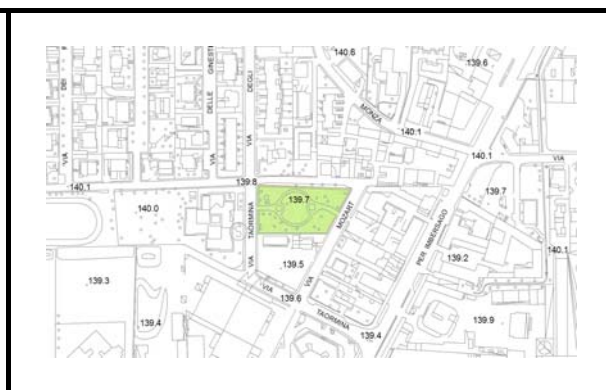 140.6
139.6
DEI
VIA
DELLE GINEST
VIA
DEGLI
VIA
MONZA
140.1
140.1
VIA
139.8
140.1
139.7
139.7
140.0
TAORMINA
VIA
MOZART
VIA
PER IMBERSAGO
139.5
139.2
140.1
139.3
VIA
139.6
TAORMINA
139.4
139.4
139.9